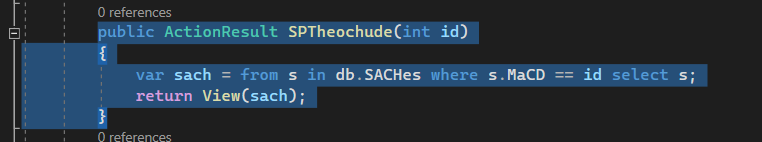 0 references
public ActionResult SPTheochude(int id)
{
var sach = from s in db.SACHes where s.MaCD == id select s;
return View(sach);
}
0 references